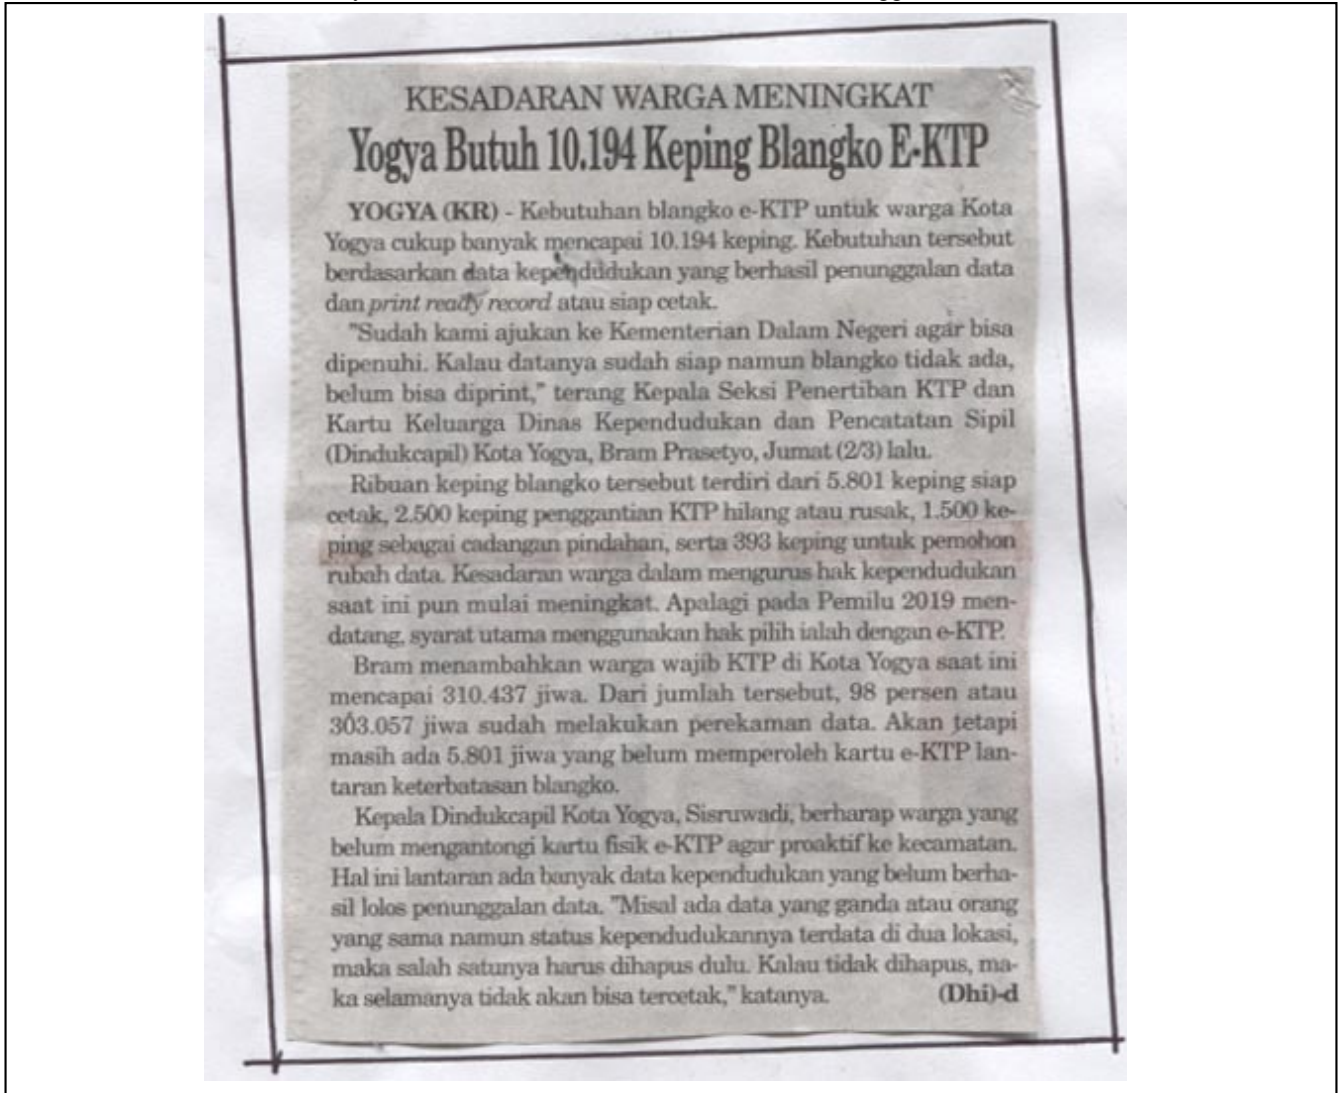 KESADARAN WARGA MENINGKAT
Yogya Butuh 10.194 Keping Blangko E-KTP
YOGYA (KR) - Kebutuhan blangko e-KTP untuk warga Kota
Yogya cukup banyak mencapai 10.194 keping. Kebutuhan tersebut
berdasarkan data kependudukan yang berhasil penunggalan data
dan print ready record atau siap cetak.
"Sudah kami ajukan ke Kementerian Dalam Negeri agar bisa
dipenuhi. Kalau datanya sudah siap namun blangko tidak ada,
belum bisa diprint," terang Kepala Seksi Penertiban KTP dan
Kartu Keluarga Dinas Kependudukan dan Pencatatan Sipil
(Dindukcapil) Kota Yogya, Bram Prasetyo, Jumat (2/3) lalu.
Ribuan keping blangko tersebut terdiri dari 5.801 keping siap
cetak, 2.500 keping penggantian KTP hilang atau rusak, 1.500 ke-
ping sebagai cadangan pindahan, serta 393 keping untuk pemohon
rubah data. Kesadaran warga dalam mengurus hak kependudukan
saat ini pun mulai meningkat. Apalagi pada Pemilu 2019 men-
datang, syarat utama menggunakan hak pilih ialah dengan e-KTP.
Bram menambahkan warga wajib KTP di Kota Yogya saat ini
mencapai 310.437 jiwa. Dari jumlah tersebut, 98 persen atau
303.057 jiwa sudah melakukan perekaman data. Akan tetapi
masih ada 5.801 jiwa yang belum memperoleh kartu e-KTP lan-
taran keterbatasan blangko.
Kepala Dindukcapil Kota Yogya, Sisruwadi, berharap warga yang
belum mengantongi kartu fisik e-KTP agar proaktif ke kecamatan.
Hal ini lantaran ada banyak data kependudukan yang belum berha-
sil lolos penunggalan data. "Misal ada data yang ganda atau orang
yang sama namun status kependudukannya terdata di dua lokasi,
maka salah satunya harus dihapus dulu. Kalau tidak dihapus, ma-
ka selamanya tidak akan bisa tercetak," katanya. (Dhi)-d